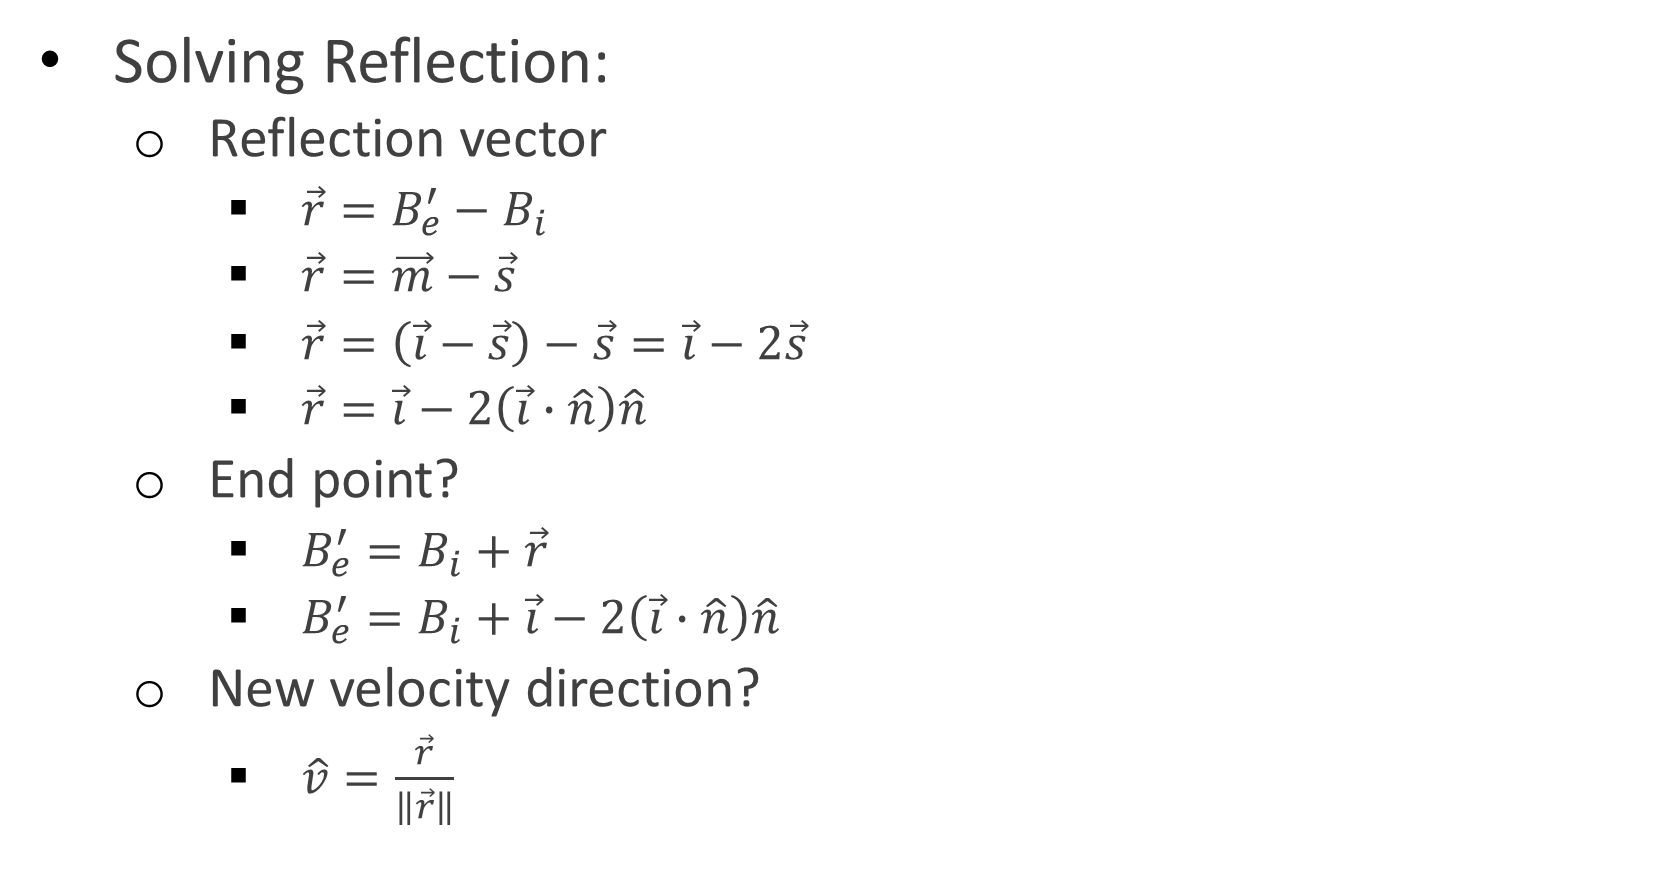 • Solving Reflection:
o Reflection vector
▪ r⃗ = B′ₑ − Bᵢ
▪ r⃗ = m⃗ − s⃗
▪ r⃗ = (ı⃗ − s⃗) − s⃗ = ı⃗ − 2s⃗
▪ r⃗ = ı⃗ − 2(ı⃗ · n̂)n̂
o End point?
▪ B′ₑ = Bᵢ + r⃗
▪ B′ₑ = Bᵢ + ı⃗ − 2(ı⃗ · n̂)n̂
o New velocity direction?
▪ v̂ = r⃗ / ‖r⃗‖